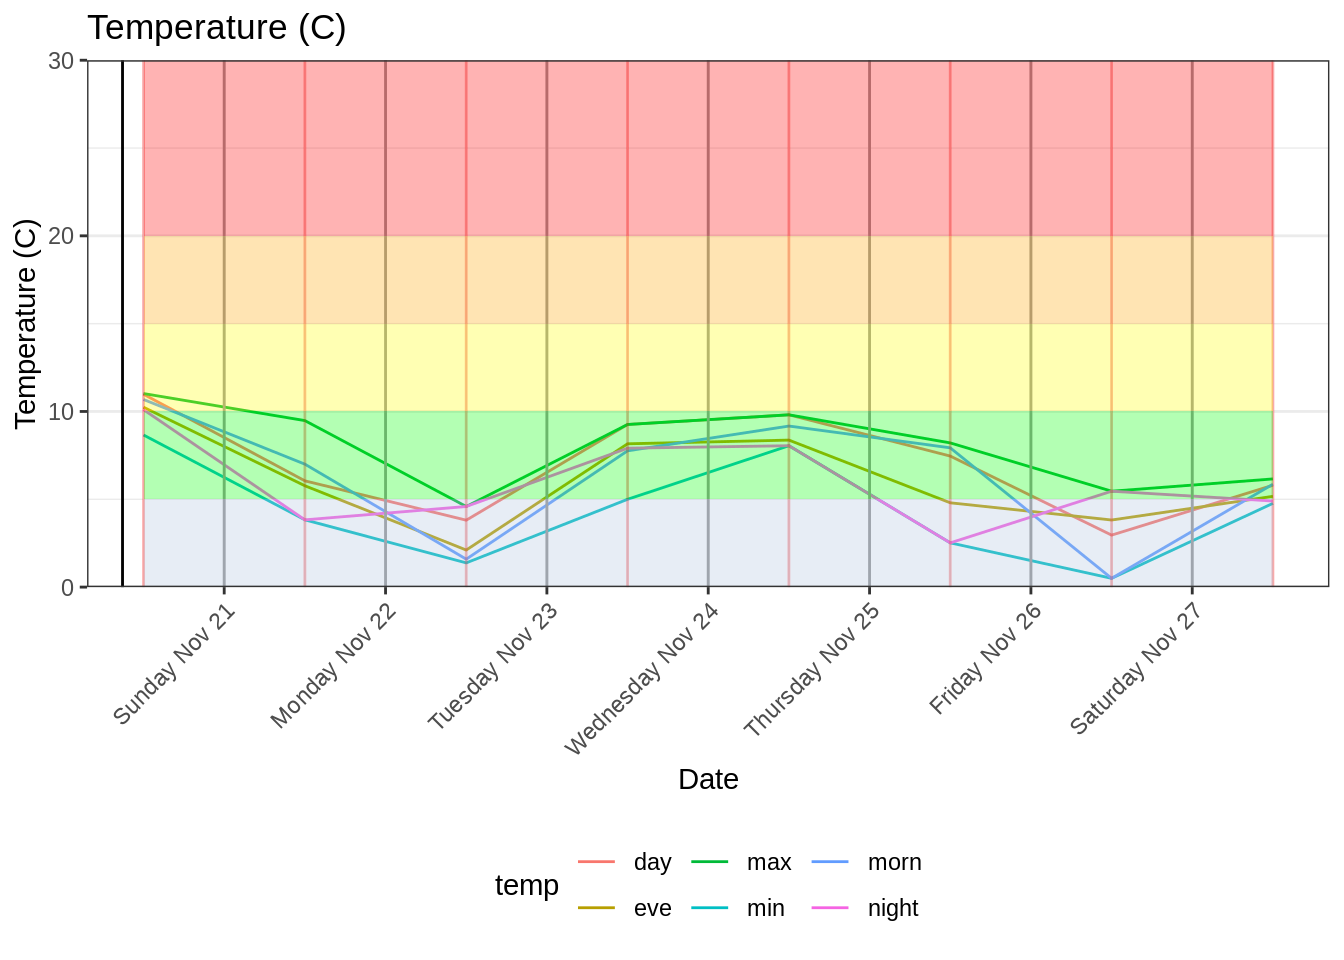 Temperature (C)
Temperature (C)
30
20
10
0
Sunday Nov 21
Monday Nov 22
Tuesday Nov 23
Wednesday Nov 24
Thursday Nov 25
Friday Nov 26
Saturday Nov 27
Date
temp
day
max
morn
eve
min
night